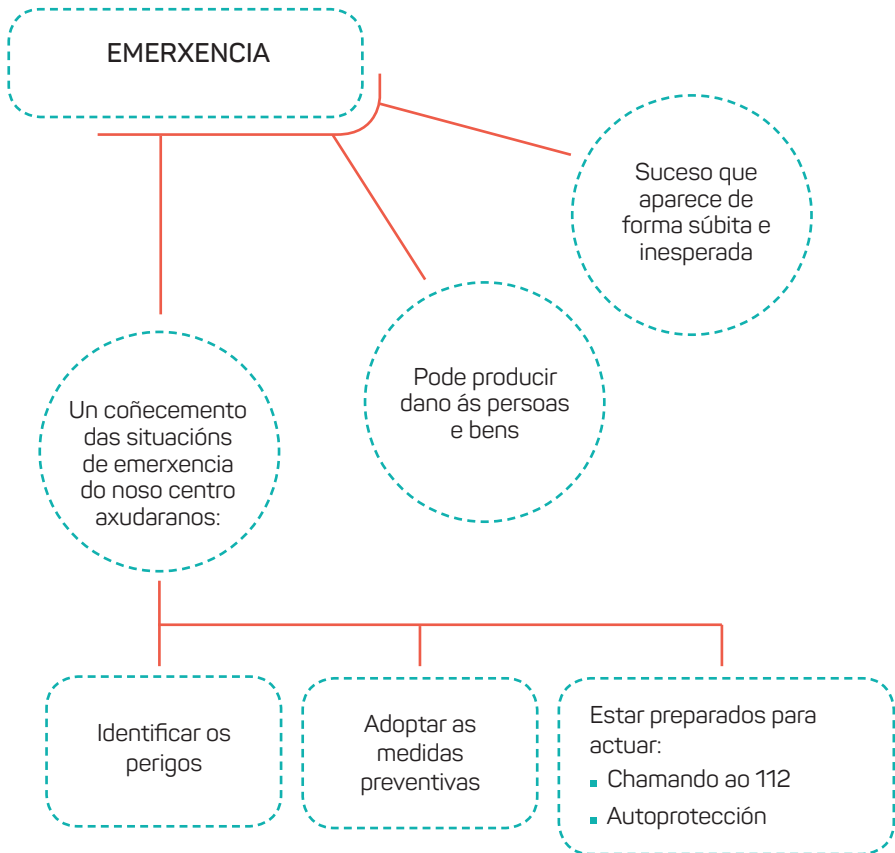 EMERXENCIA
Suceso que
aparece de
forma súbita e
inesperada
Pode producir
dano ás persoas
e bens
Un coñecemento
das situacións
de emerxencia
do noso centro
axudaranos:
Identificar os
perigos
Adoptar as
medidas
preventivas
Estar preparados para
actuar:
Chamando ao 112
Autoprotección